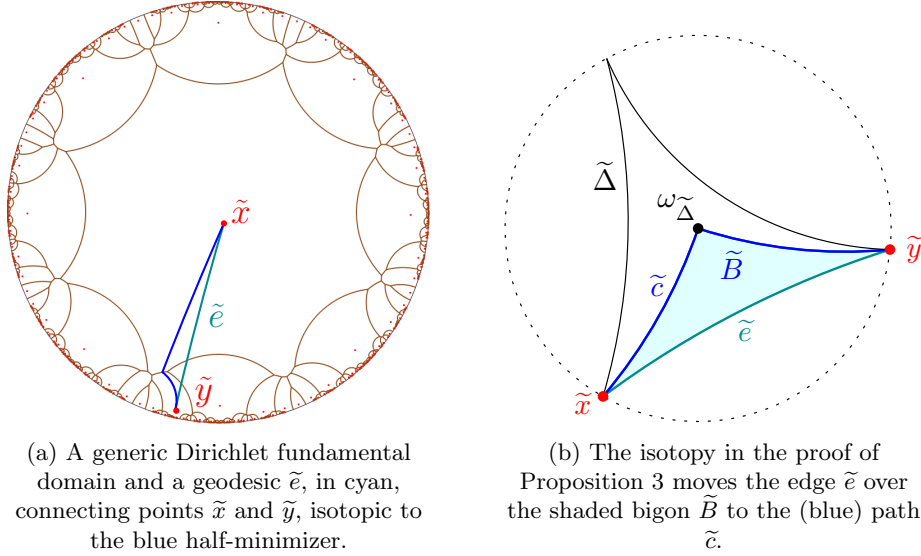 x̃
ẽ
ỹ
Δ̃
ω_Δ̃
ỹ
B̃
c̃
ẽ
x̃
(a) A generic Dirichlet fundamental
domain and a geodesic ẽ, in cyan,
connecting points x̃ and ỹ, isotopic to
the blue half-minimizer.
(b) The isotopy in the proof of
Proposition 3 moves the edge ẽ over
the shaded bigon B̃ to the (blue) path
c̃.